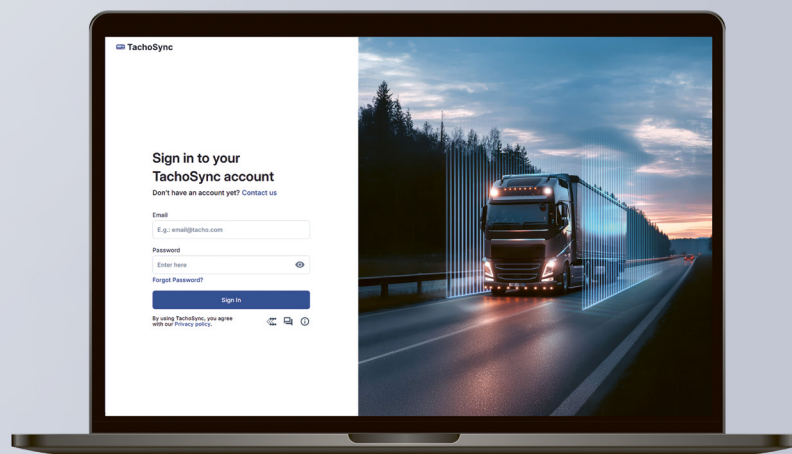 TachoSync
Sign in to your
TachoSync account
Don't have an account yet? Contact us
Email
E.g.: email@tacho.com
Password
Enter here
Forgot Password?
Sign In
By using TachoSync, you agree
with our Privacy policy.